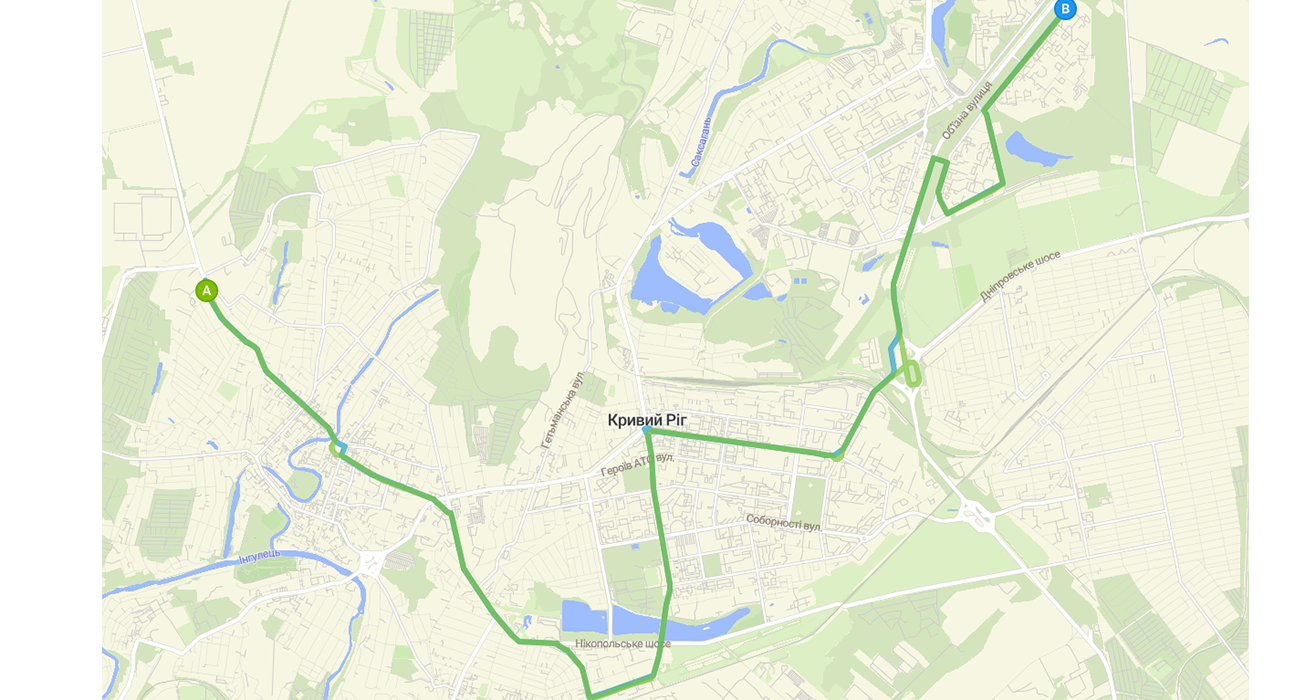 B
Об'їзна вулиця
Саксагань
Дніпровське шосе
A
Гетьманська вул.
Кривий Ріг
Героїв АТО вул.
Соборності вул.
Інгулець
Нікопольське шосе